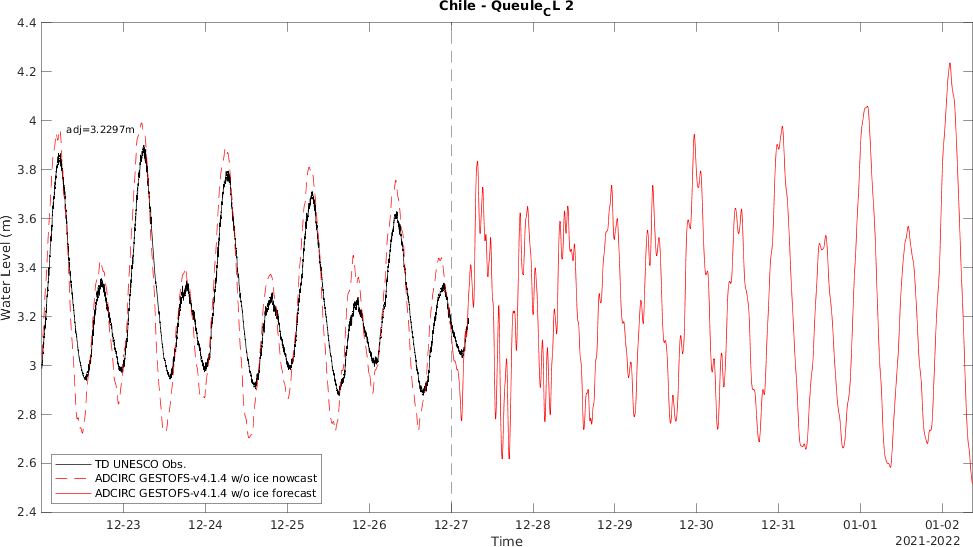 Chile - Queule_C L 2
4.4
4.2
4
3.8
3.6
3.4
3.2
3
2.8
2.6
2.4
Water Level (m)
adj=3.2297m
TD UNESCO Obs.
ADCIRC GESTOFS-v4.1.4 w/o ice nowcast
ADCIRC GESTOFS-v4.1.4 w/o ice forecast
12-23 12-24 12-25 12-26 12-27 12-28 12-29 12-30 12-31 01-01 01-02
Time
2021-2022